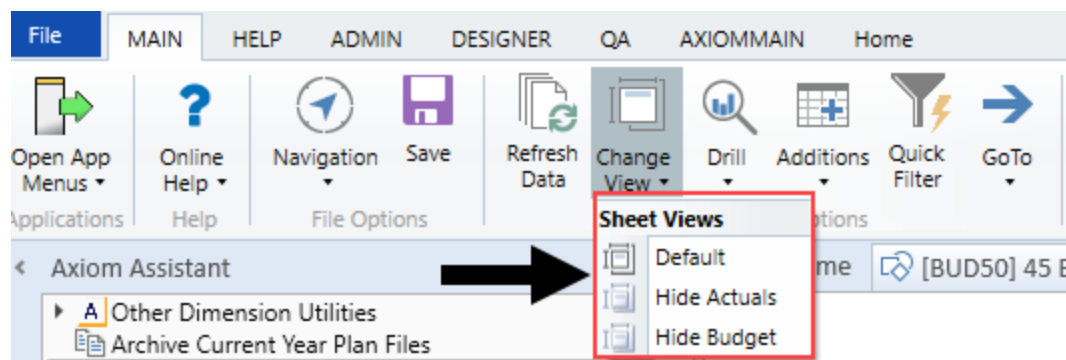 File MAIN HELP ADMIN DESIGNER QA AXIOMMAIN Home
Open App Online Navigation Save Refresh Change Drill Additions Quick GoTo
Menus Help Data View Filter
Applications Help File Options
Sheet Views
Axiom Assistant [BUD50] 45
Default
Other Dimension Utilities
Hide Actuals
Archive Current Year Plan Files
Hide Budget